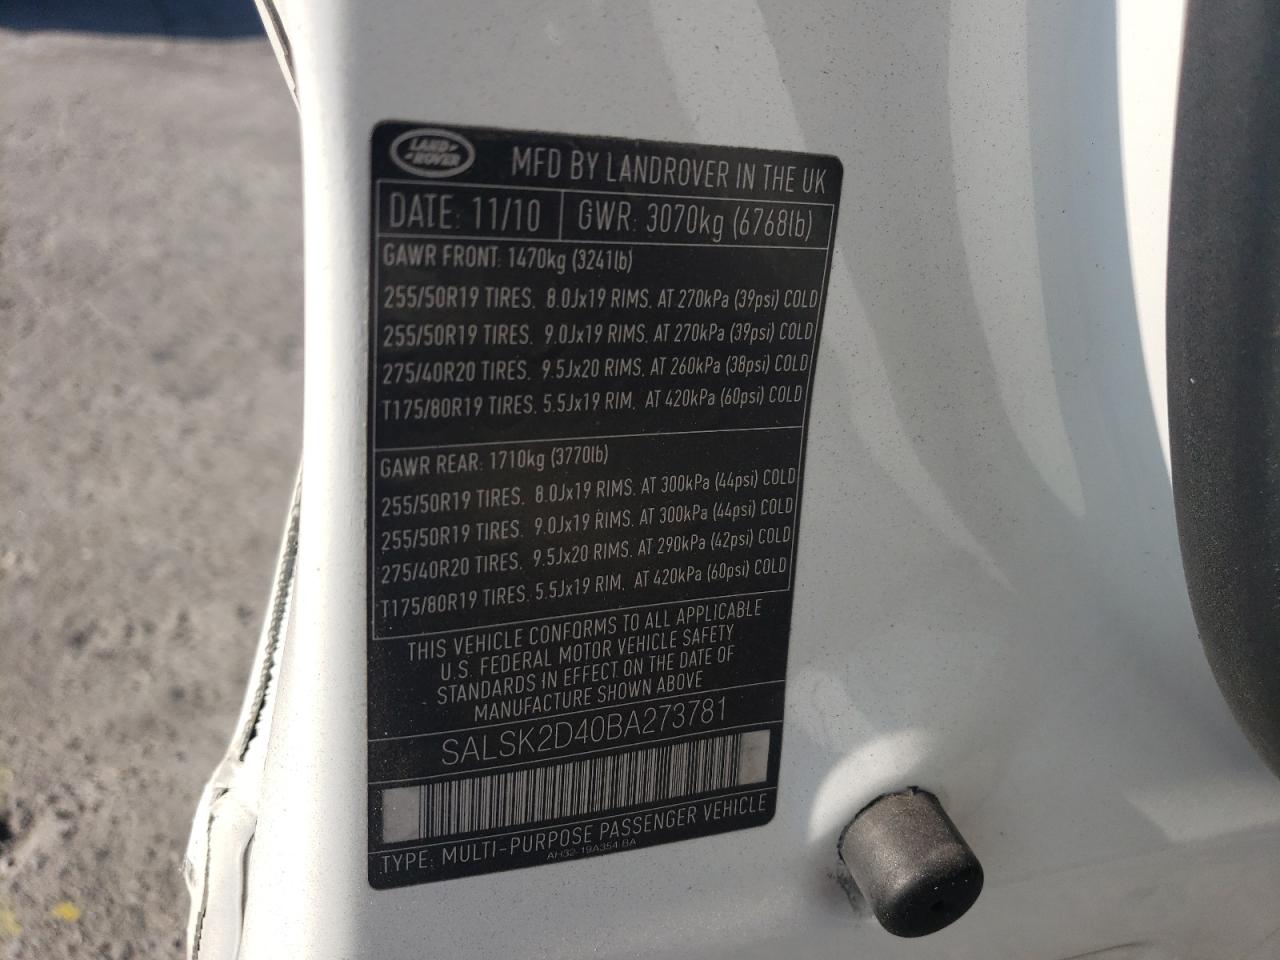 LAND ROVER
MFD BY LANDROVER IN THE UK
DATE: 11/10 GWR: 3070kg (6768lb)
GAWR FRONT: 1470kg (3241lb)
255/50R19 TIRES. 8.0Jx19 RIMS. AT 270kPa (39psi) COLD
255/50R19 TIRES. 9.0Jx19 RIMS. AT 270kPa (39psi) COLD
275/40R20 TIRES. 9.5Jx20 RIMS. AT 260kPa (38psi) COLD
T175/80R19 TIRES. 5.5Jx19 RIM. AT 420kPa (60psi) COLD
GAWR REAR: 1710kg (3770lb)
255/50R19 TIRES. 8.0Jx19 RIMS. AT 300kPa (44psi) COLD
255/50R19 TIRES. 9.0Jx19 RIMS. AT 300kPa (44psi) COLD
275/40R20 TIRES. 9.5Jx20 RIMS. AT 290kPa (42psi) COLD
T175/80R19 TIRES. 5.5Jx19 RIM. AT 420kPa (60psi) COLD
THIS VEHICLE CONFORMS TO ALL APPLICABLE
U.S. FEDERAL MOTOR VEHICLE SAFETY
STANDARDS IN EFFECT ON THE DATE OF
MANUFACTURE SHOWN ABOVE
SALSK2D40BA273781
TYPE: MULTI-PURPOSE PASSENGER VEHICLE
AH32-19A354-BA